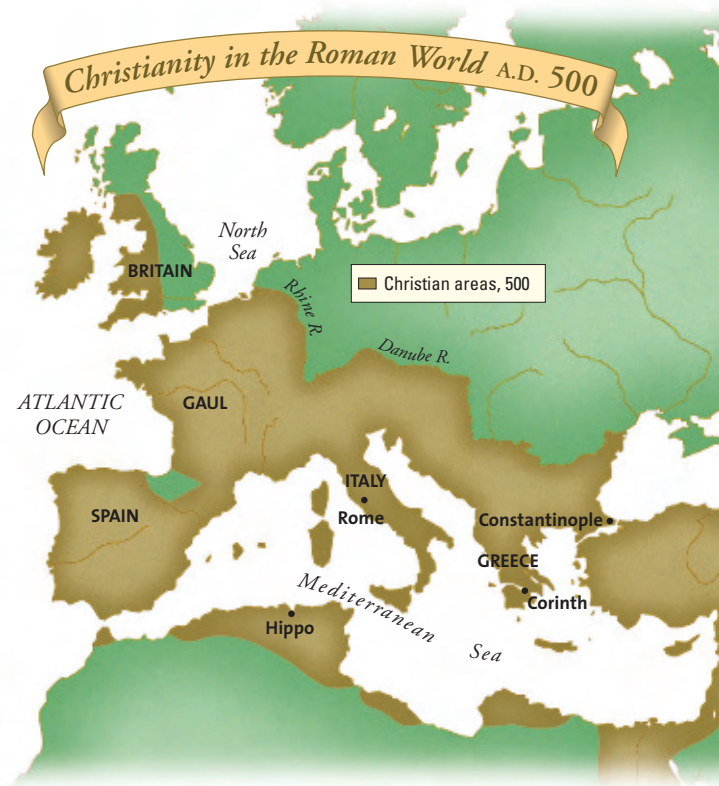 Christianity in the Roman World A.D. 500
North
Sea
BRITAIN
Christian areas, 500
Rhine R.
Danube R.
ATLANTIC
OCEAN
GAUL
ITALY
Rome
SPAIN
Constantinople
GREECE
Corinth
Mediterranean
Sea
Hippo